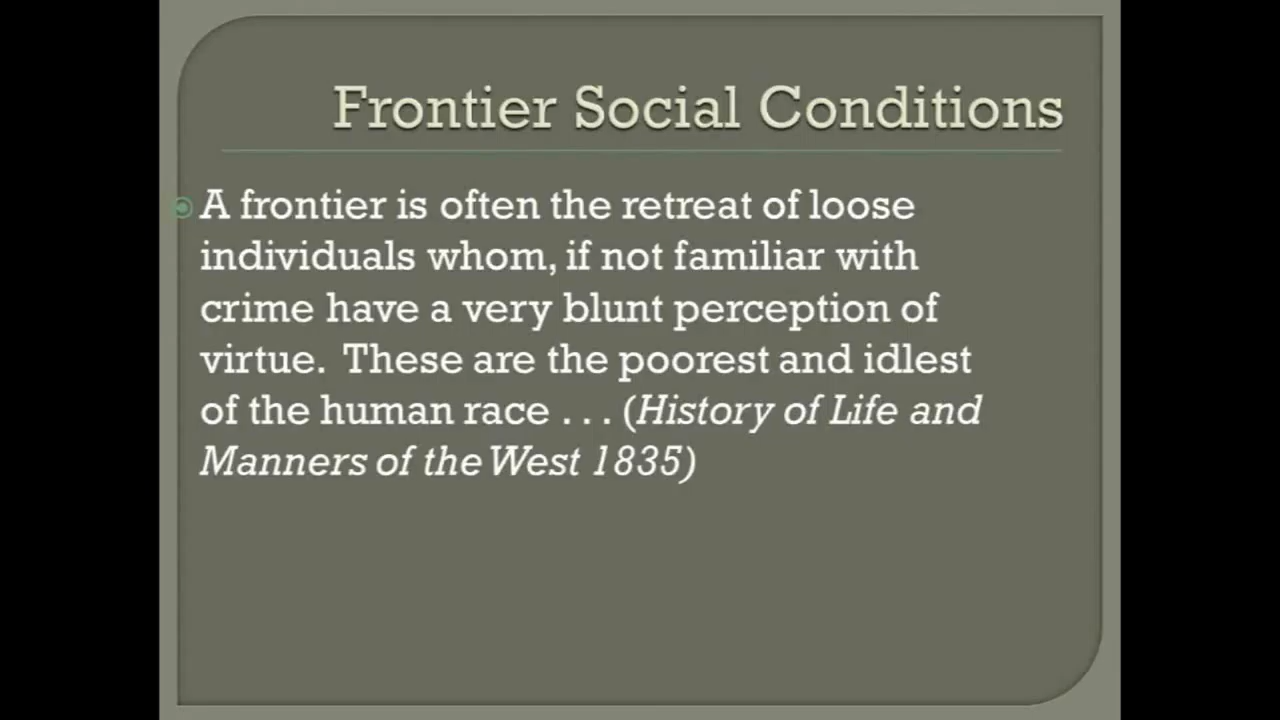 Frontier Social Conditions
A frontier is often the retreat of loose
individuals whom, if not familiar with
crime have a very blunt perception of
virtue. These are the poorest and idlest
of the human race . . . (History of Life and
Manners of the West 1835)